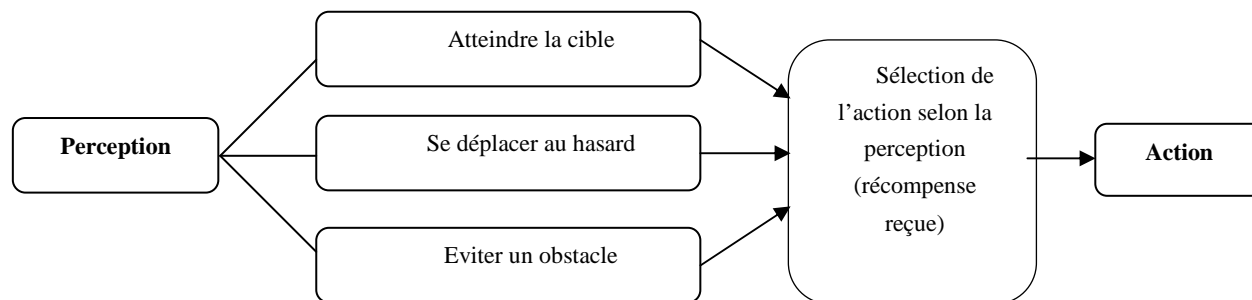 Perception
Atteindre la cible
Se déplacer au hasard
Eviter un obstacle
Sélection de
l’action selon la
perception
(récompense
reçue)
Action